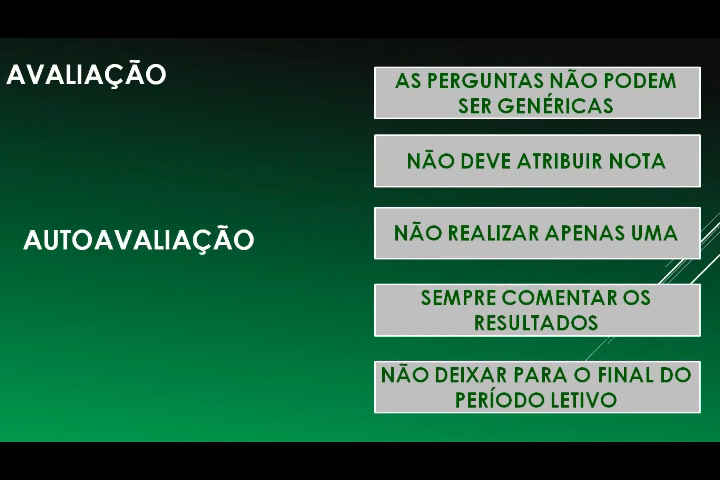 AVALIAÇÃO
AUTOAVALIAÇÃO
AS PERGUNTAS NÃO PODEM
SER GENÉRICAS
NÃO DEVE ATRIBUIR NOTA
NÃO REALIZAR APENAS UMA
SEMPRE COMENTAR OS
RESULTADOS
NÃO DEIXAR PARA O FINAL DO
PERÍODO LETIVO